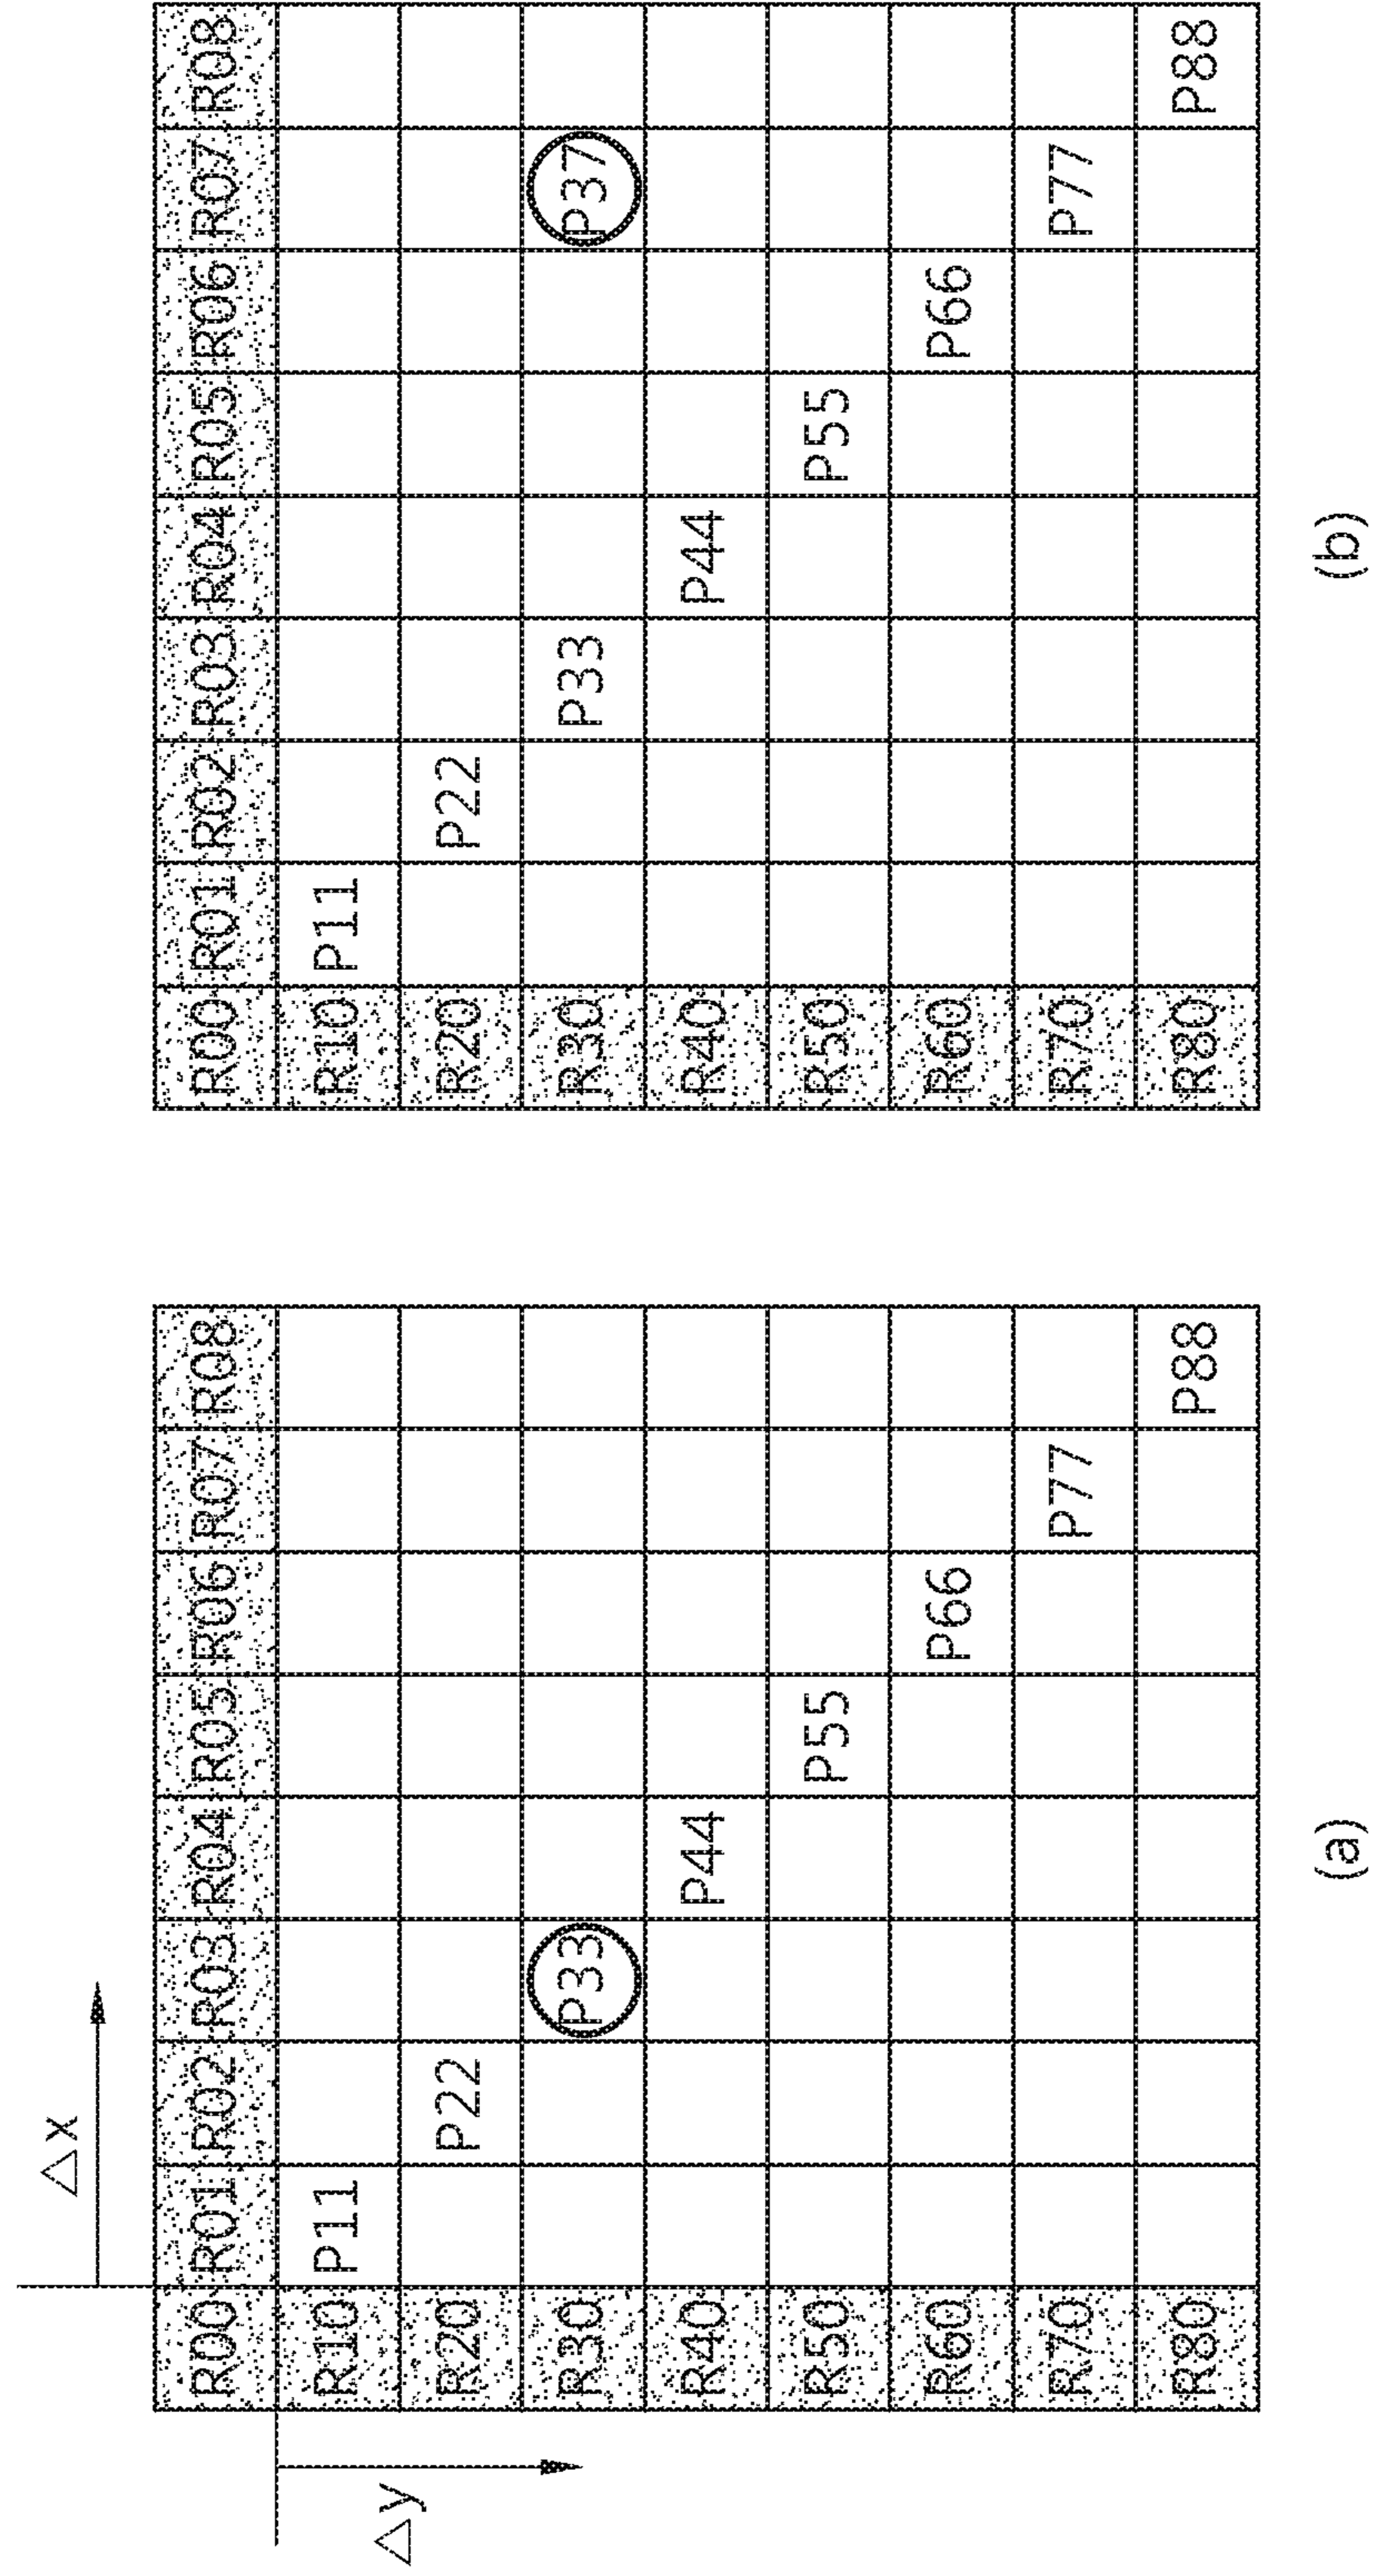 △x
△y
R00 R01 R02 R03 R04 R05 R06 R07 R08
R10 P11
R20 P22
R30 P33
R40 P44
R50 P55
R60 P66
R70 P77
R80 P88
(a)
R00 R01 R02 R03 R04 R05 R06 R07 R08
R10 P11
R20 P22
R30 P33 P37
R40 P44
R50 P55
R60 P66
R70 P77
R80 P88
(b)